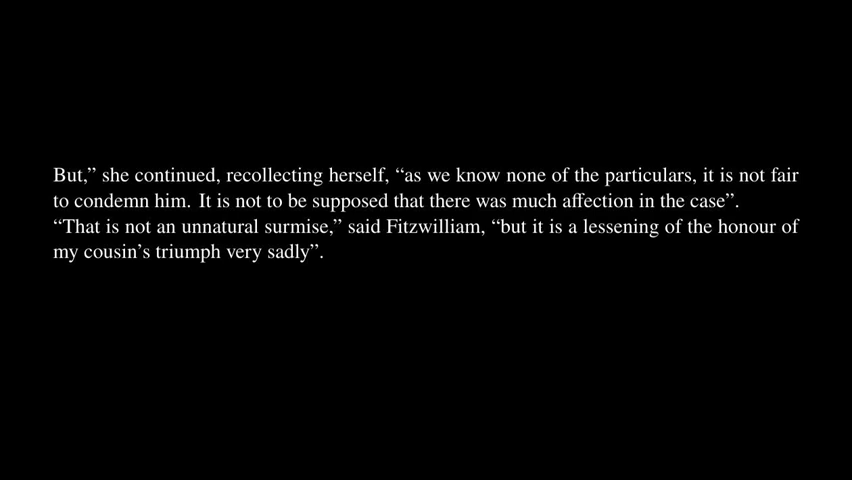 But,” she continued, recollecting herself, “as we know none of the particulars, it is not fair
to condemn him. It is not to be supposed that there was much affection in the case”.
“That is not an unnatural surmise,” said Fitzwilliam, “but it is a lessening of the honour of
my cousin’s triumph very sadly”.